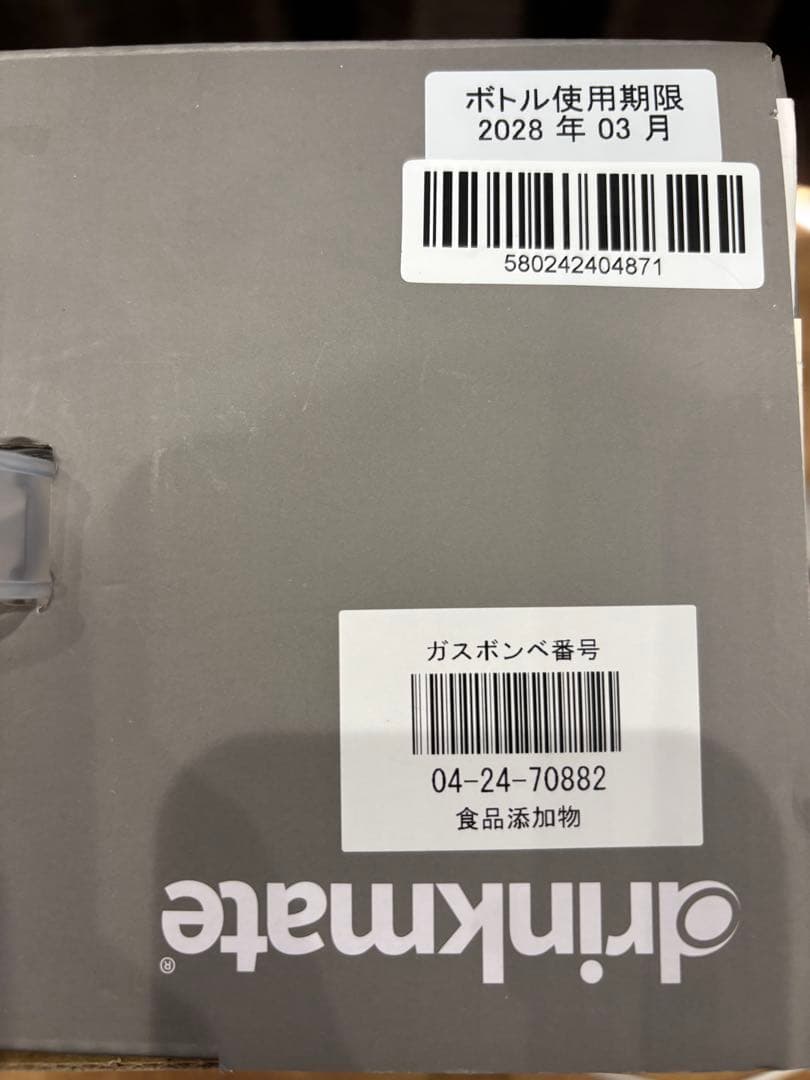 ボトル使用期限
2028 年 03 月
580242404871
ガスボンベ番号
04-24-70882
食品添加物
drinkmate®